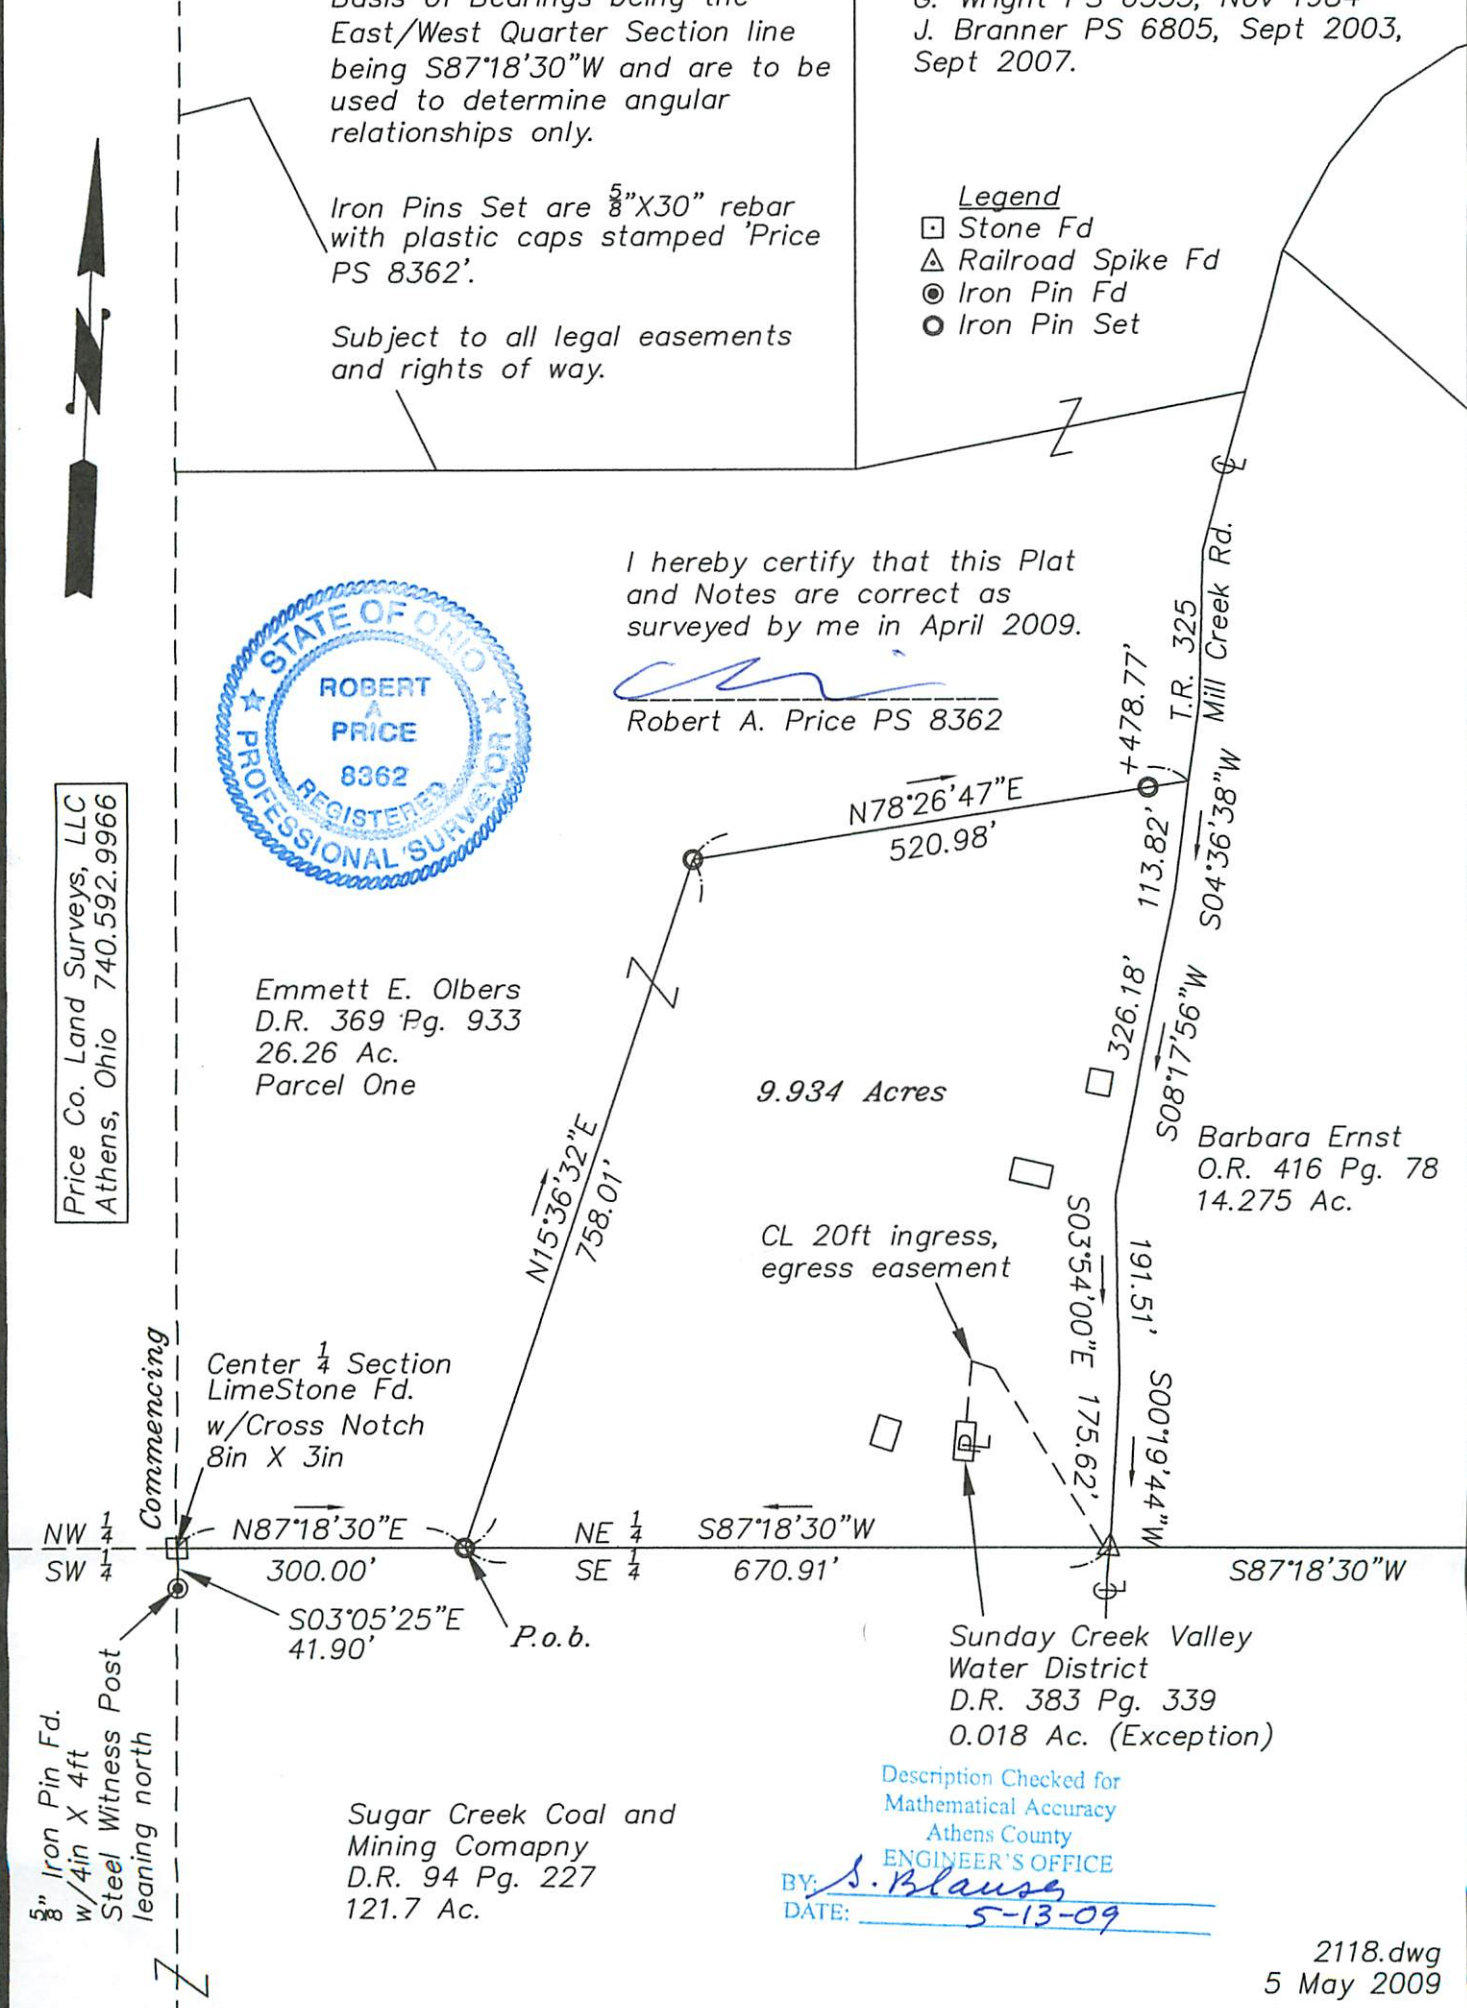 East/West Quarter Section line
being S87°18'30"W and are to be
used to determine angular
relationships only.
Iron Pins Set are 5/8"X30" rebar
with plastic caps stamped 'Price
PS 8362'.
Subject to all legal easements
and rights of way.
J. Branner PS 6805, Sept 2003,
Sept 2007.
Legend
Stone Fd
Railroad Spike Fd
Iron Pin Fd
Iron Pin Set
I hereby certify that this Plat
and Notes are correct as
surveyed by me in April 2009.
Robert A. Price PS 8362
STATE OF OHIO
ROBERT
A
PRICE
8362
REGISTERED
PROFESSIONAL SURVEYOR
Price Co. Land Surveys, LLC
Athens, Ohio 740.592.9966
T.R. 325
Mill Creek Rd.
+478.77'
N78°26'47"E
520.98'
113.82'
S04°36'38"W
326.18'
S08°17'56"W
Emmett E. Olbers
D.R. 369 Pg. 933
26.26 Ac.
Parcel One
9.934 Acres
N15°36'32"E
758.01'
Barbara Ernst
O.R. 416 Pg. 78
14.275 Ac.
CL 20ft ingress,
egress easement
S03°54'00"E 175.62'
191.51' S00°19'44"W
Commencing
Center 1/4 Section
LimeStone Fd.
w/Cross Notch
8in X 3in
NW 1/4
SW 1/4
N87°18'30"E
300.00'
NE 1/4
SE 1/4
S87°18'30"W
670.91'
S87°18'30"W
S03°05'25"E
41.90'
P.o.b.
Sunday Creek Valley
Water District
D.R. 383 Pg. 339
0.018 Ac. (Exception)
5/8" Iron Pin Fd.
w/4in X 4ft
Steel Witness Post
leaning north
Sugar Creek Coal and
Mining Comapny
D.R. 94 Pg. 227
121.7 Ac.
Description Checked for
Mathematical Accuracy
Athens County
ENGINEER'S OFFICE
BY: S. Blauser
DATE: 5-13-09
2118.dwg
5 May 2009